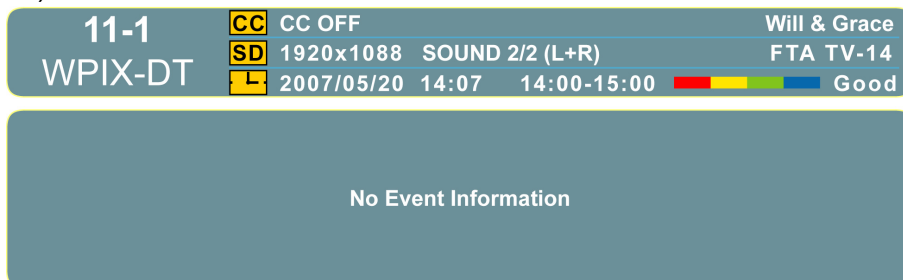 11-1
WPIX-DT
CC CC OFF Will & Grace
SD 1920x1088 SOUND 2/2 (L+R) FTA TV-14
2007/05/20 14:07 14:00-15:00 Good
No Event Information